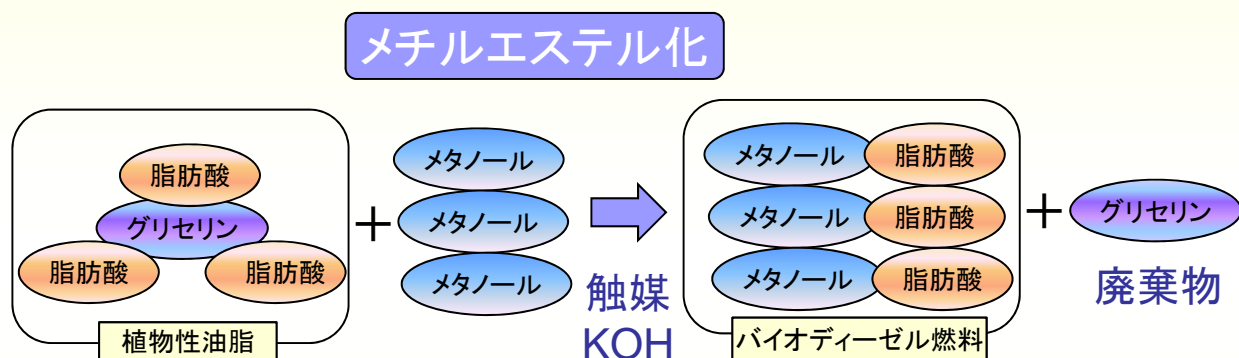 メチルエステル化
脂肪酸
グリセリン
脂肪酸
脂肪酸
植物性油脂
+
メタノール
メタノール
メタノール
触媒
KOH
メタノール
脂肪酸
メタノール
脂肪酸
メタノール
脂肪酸
バイオディーゼル燃料
+
グリセリン
廃棄物